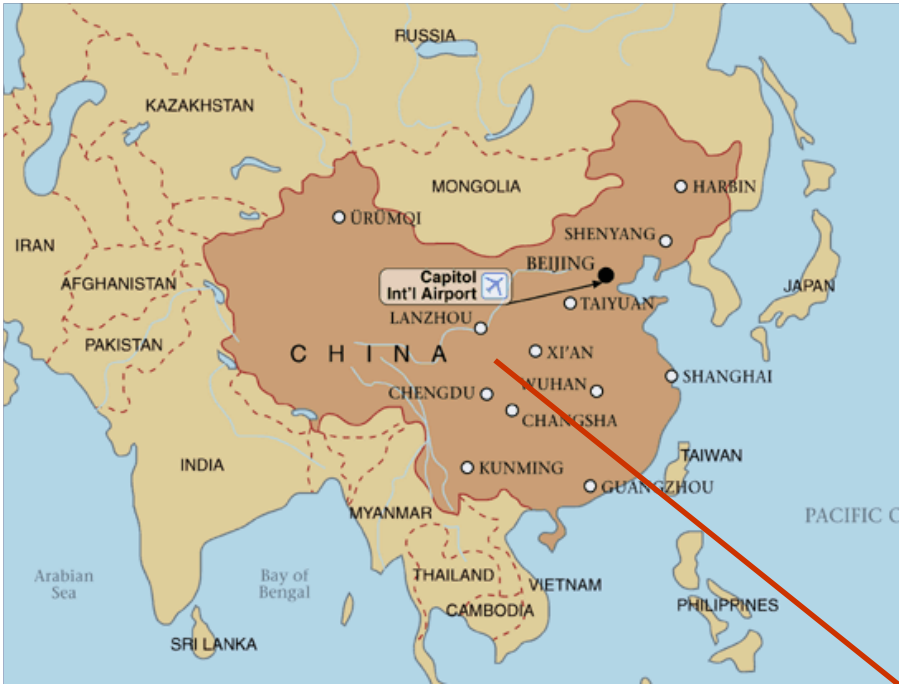 RUSSIA
KAZAKHSTAN
MONGOLIA
HARBIN
ÜRÜMQI
SHENYANG
IRAN
BEIJING
Capitol
Int'l Airport
AFGHANISTAN
JAPAN
TAIYUAN
LANZHOU
PAKISTAN
CHINA
XI'AN
SHANGHAI
WUHAN
CHENGDU
CHANGSHA
TAIWAN
INDIA
KUNMING
GUANGZHOU
MYANMAR
PACIFIC C
Arabian
Sea
Bay of
Bengal
THAILAND
VIETNAM
CAMBODIA
PHILIPPINES
SRI LANKA